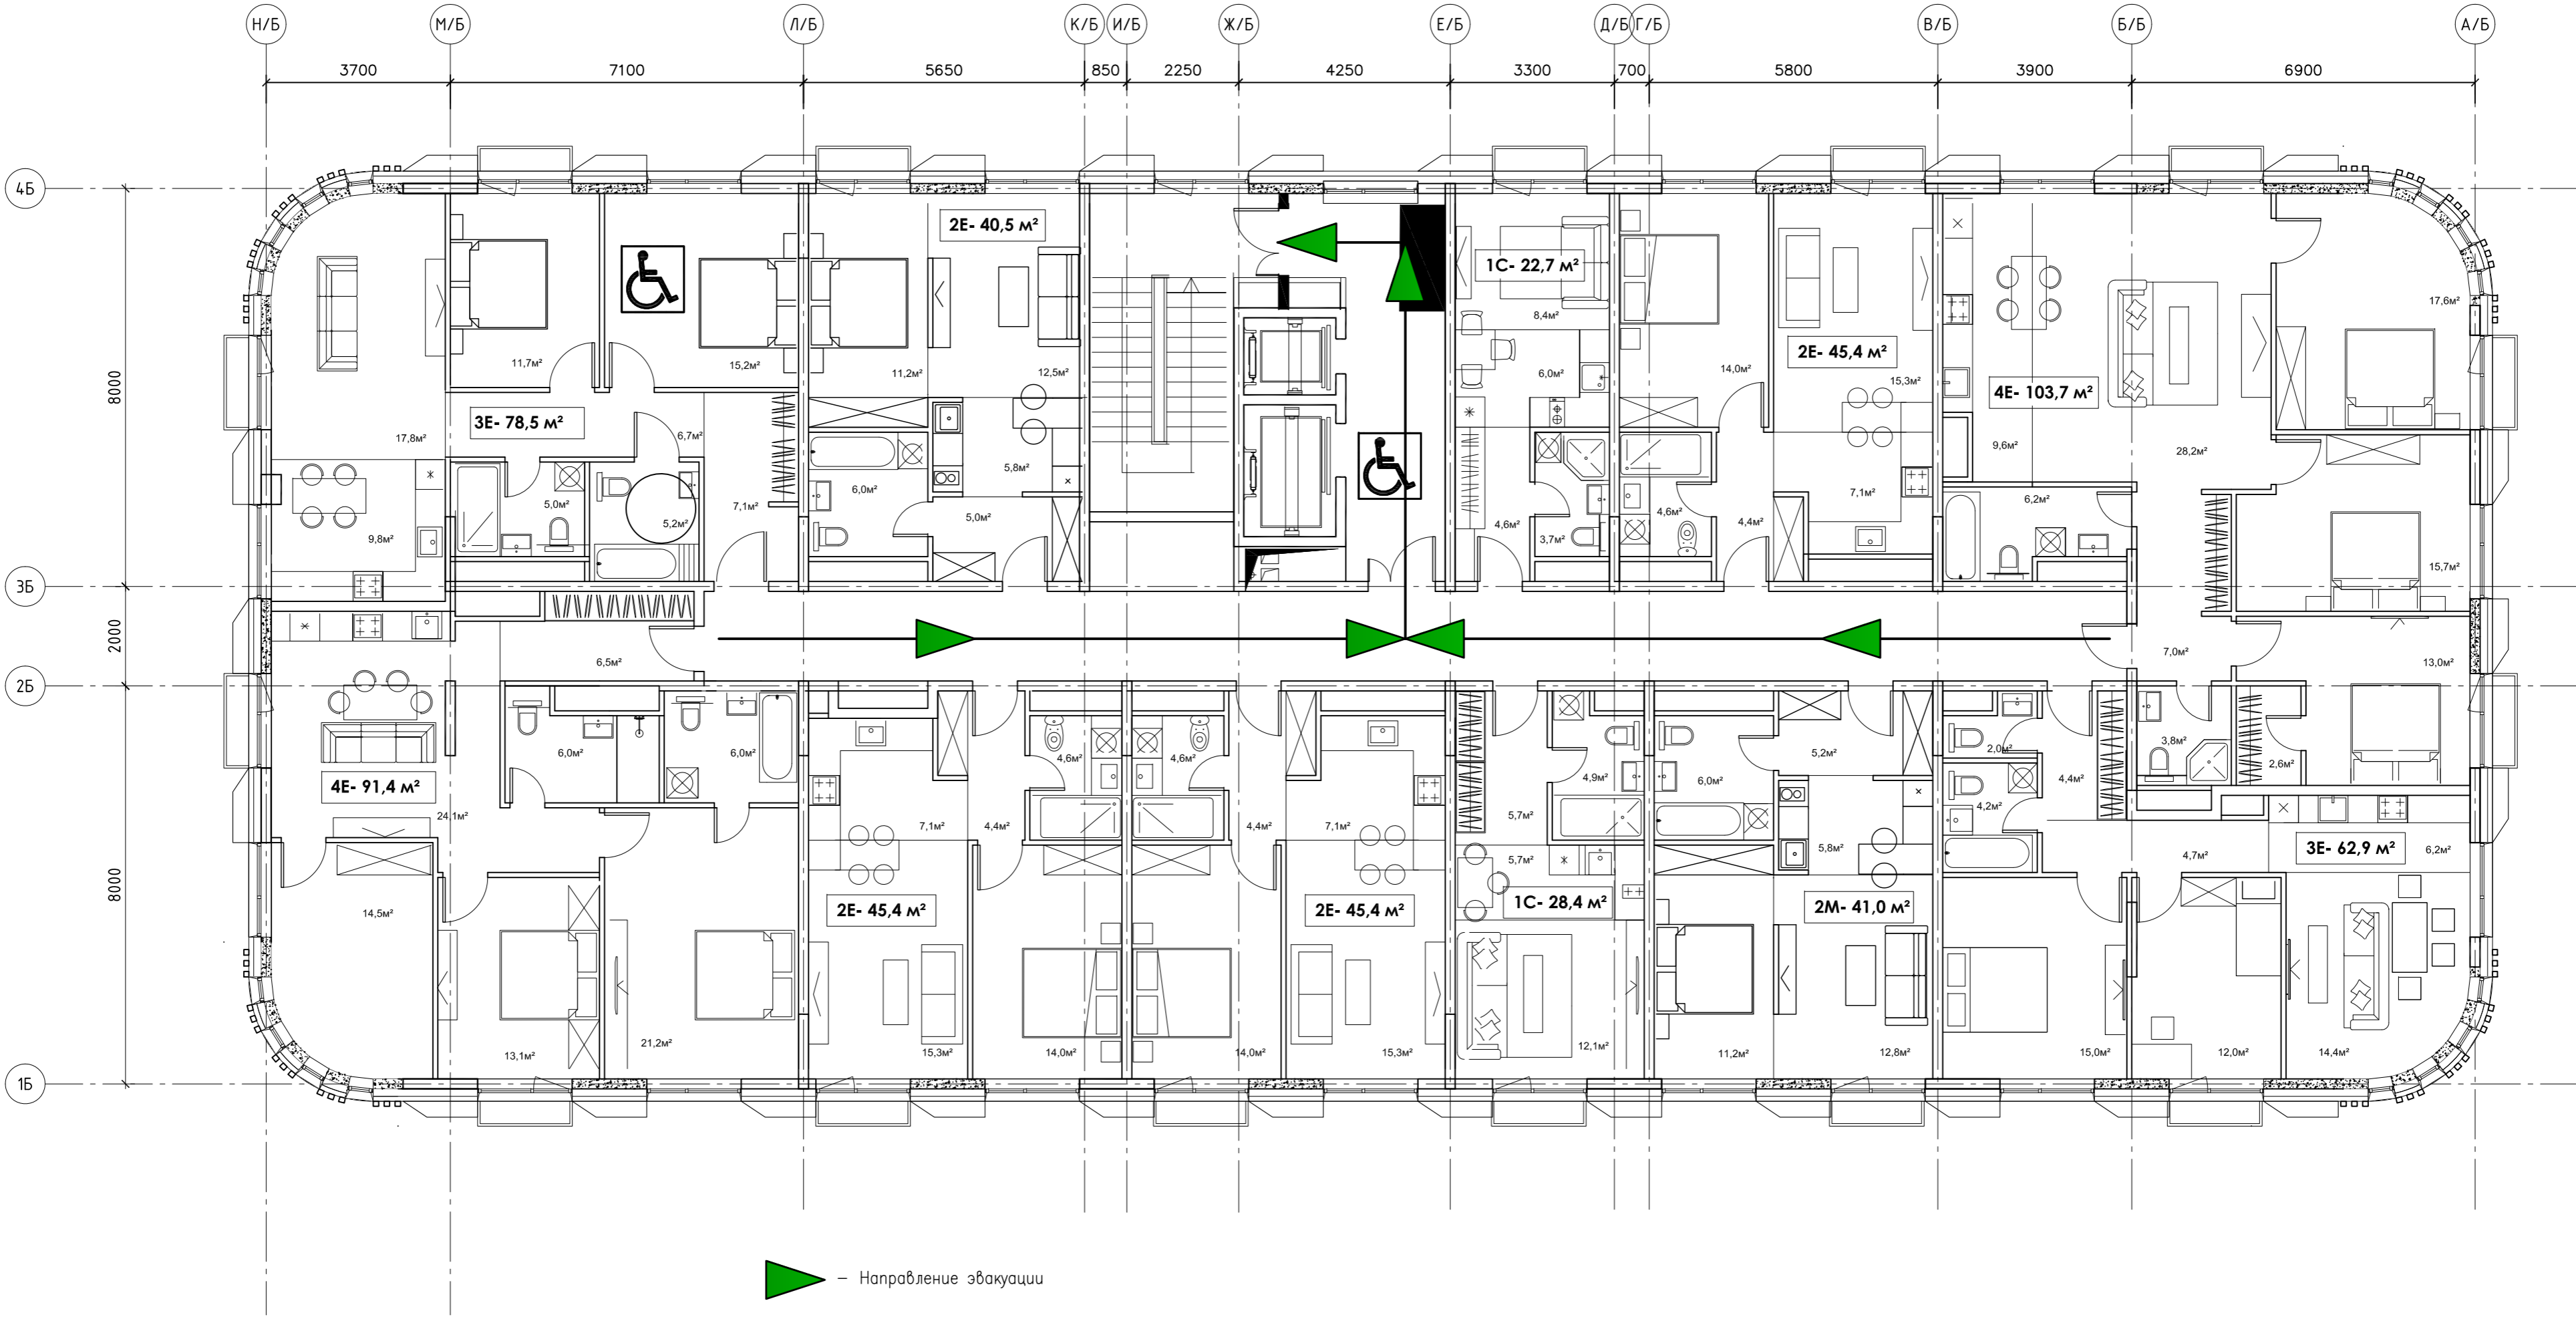 Н/Б М/Б Л/Б К/Б И/Б Ж/Б Е/Б Д/Б Г/Б В/Б Б/Б А/Б
3700 7100 5650 850 2250 4250 3300 700 5800 3900 6900
4Б
8000
3Б
2000
2Б
8000
1Б
3Е- 78,5 м²
11,7м²
15,2м²
17,8м²
6,7м²
5,0м²
5,2м²
7,1м²
9,8м²
2Е- 40,5 м²
11,2м²
12,5м²
5,8м²
6,0м²
5,0м²
1С- 22,7 м²
8,4м²
6,0м²
4,6м²
3,7м²
2Е- 45,4 м²
14,0м²
15,3м²
7,1м²
4,6м²
4,4м²
4Е- 103,7 м²
17,6м²
9,6м²
28,2м²
6,2м²
15,7м²
7,0м²
13,0м²
3,8м²
2,6м²
4Е- 91,4 м²
6,5м²
6,0м²
6,0м²
24,1м²
14,5м²
13,1м²
21,2м²
2Е- 45,4 м²
4,6м²
7,1м²
4,4м²
15,3м²
14,0м²
2Е- 45,4 м²
4,6м²
4,4м²
7,1м²
14,0м²
15,3м²
1С- 28,4 м²
4,9м²
5,7м²
5,7м²
12,1м²
2М- 41,0 м²
5,2м²
6,0м²
5,8м²
11,2м²
12,8м²
3Е- 62,9 м²
2,0м²
4,4м²
4,2м²
4,7м²
6,2м²
15,0м²
12,0м²
14,4м²
– Направление эвакуации